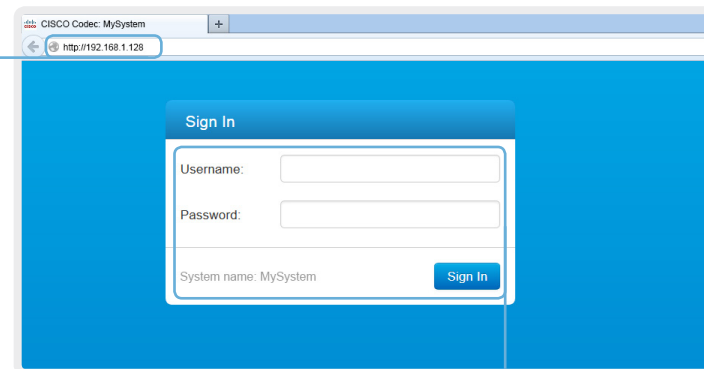 CISCO Codec: MySystem
+
http://192.168.1.128
Sign In
Username:
Password:
System name: MySystem
Sign In